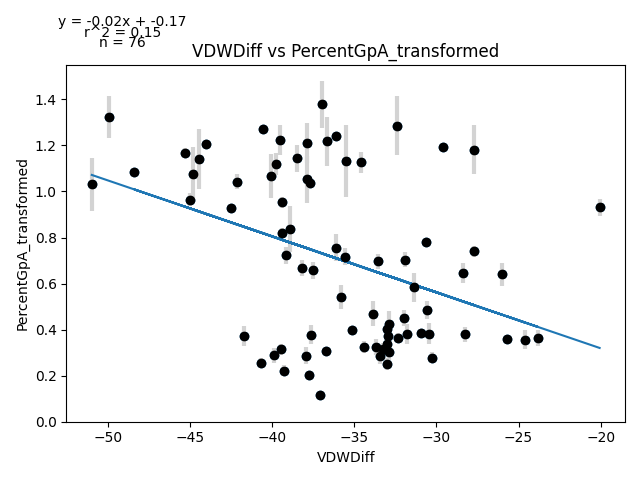 y = -0.02x + -0.17
r^2 = 0.15
n = 76
VDWDiff vs PercentGpA_transformed
PercentGpA_transformed
1.4
1.2
1.0
0.8
0.6
0.4
0.2
0.0
−50
−45
−40
−35
−30
−25
−20
VDWDiff